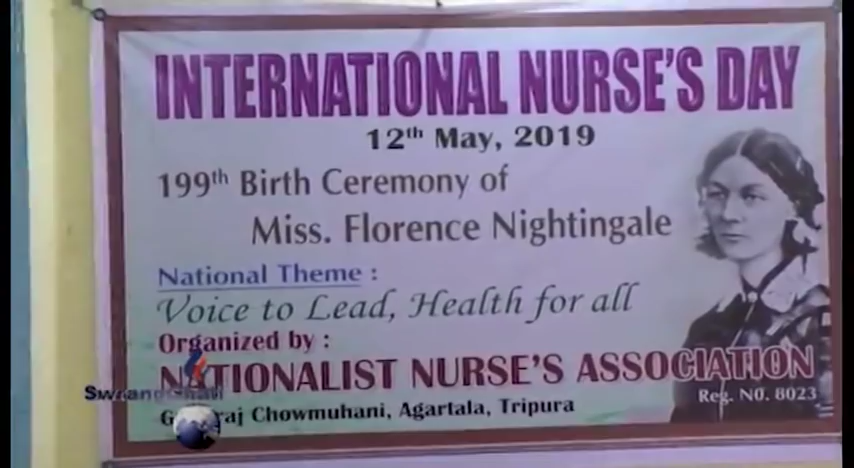 INTERNATIONAL NURSE'S DAY
12th May, 2019
199th Birth Ceremony of
Miss. Florence Nightingale
National Theme :
Voice to Lead, Health for all
Organized by :
NATIONALIST NURSE'S ASSOCIATION
Reg. No. 8023
Chowmuhani, Agartala, Tripura